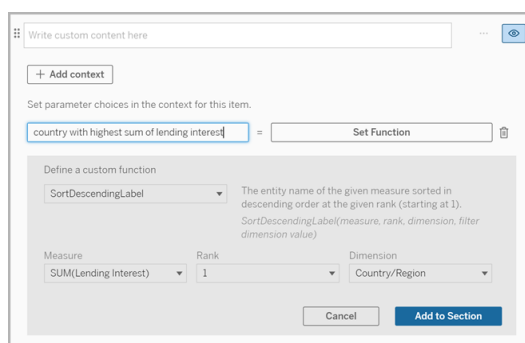 Write custom content here
+ Add context
Set parameter choices in the context for this item.
country with highest sum of lending interest = Set Function
Define a custom function
SortDescendingLabel
The entity name of the given measure sorted in
descending order at the given rank (starting at 1).
SortDescendingLabel(measure, rank, dimension, filter
dimension value)
Measure Rank Dimension
SUM(Lending Interest) 1 Country/Region
Cancel Add to Section